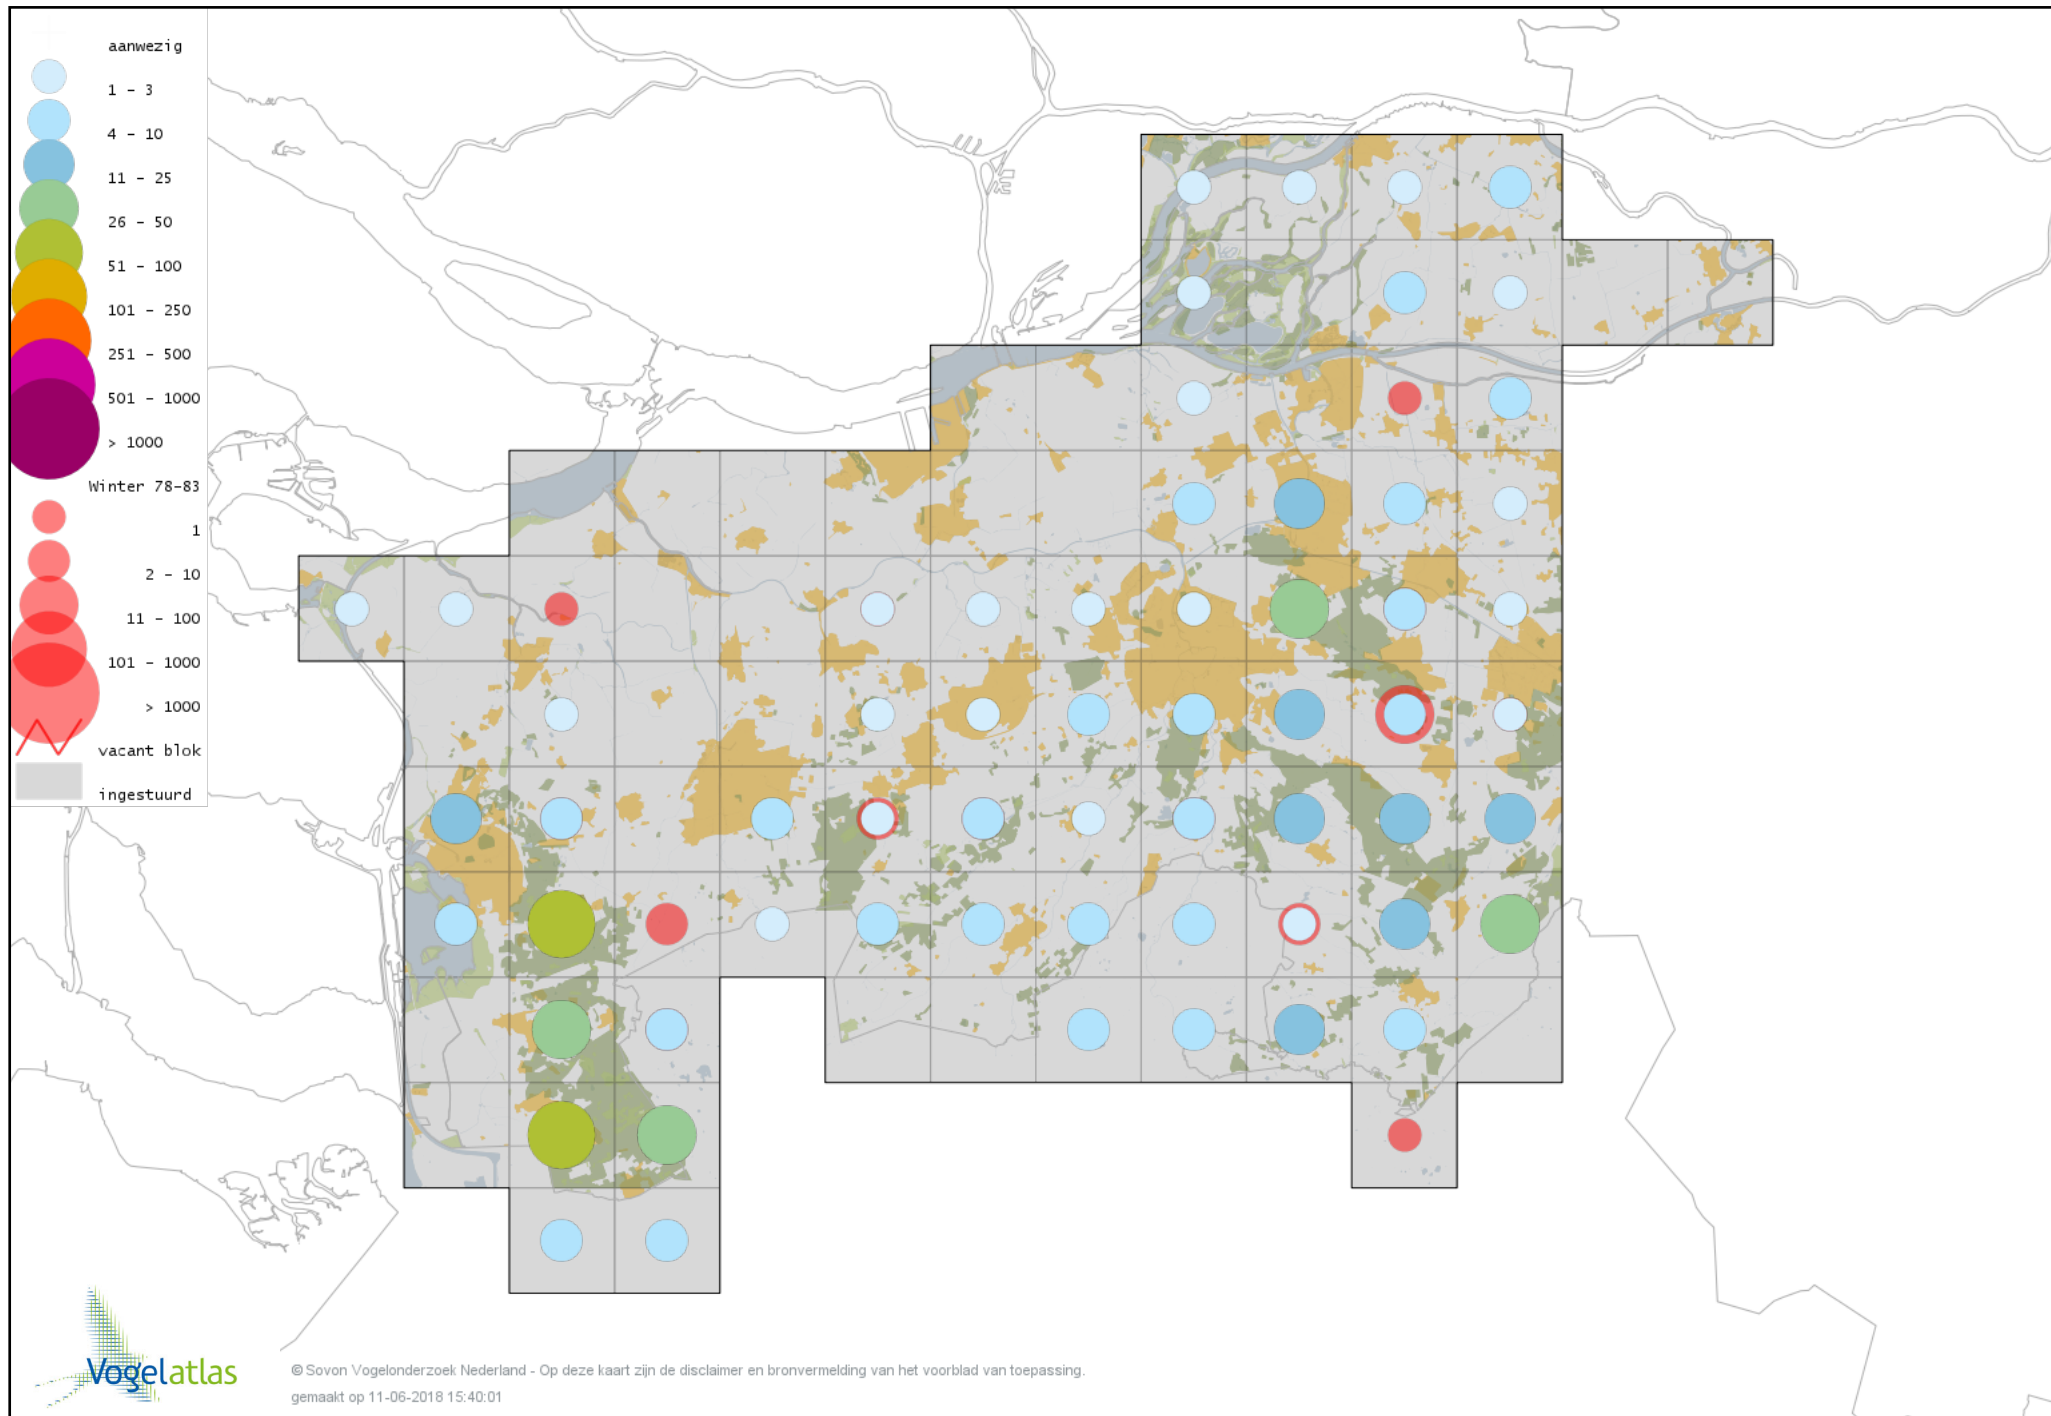 aanwezig
1 - 3
4 - 10
11 - 25
26 - 50
51 - 100
101 - 250
251 - 500
501 - 1000
> 1000
Winter 78-83
1
2 - 10
11 - 100
101 - 1000
> 1000
vacant blok
ingestuurd
Vogelatlas
© Sovon Vogelonderzoek Nederland - Op deze kaart zijn de disclaimer en bronvermelding van het voorblad van toepassing.
gemaakt op 11-06-2018 15:40:01